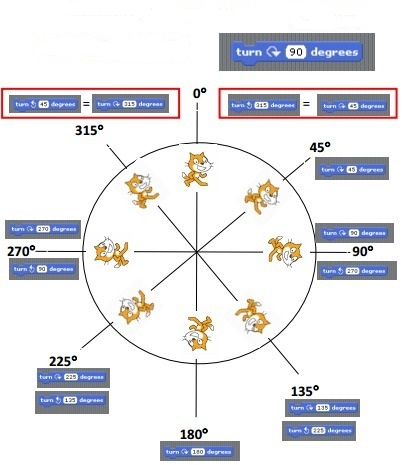 turn 90 degrees
turn 45 degrees = turn 315 degrees
turn 315 degrees = turn 45 degrees
0°
315°
45°
turn 45 degrees
turn 270 degrees
270°
turn 90 degrees
turn 90 degrees
90°
turn 270 degrees
225°
turn 225 degrees
turn 135 degrees
135°
turn 135 degrees
turn 225 degrees
180°
turn 180 degrees